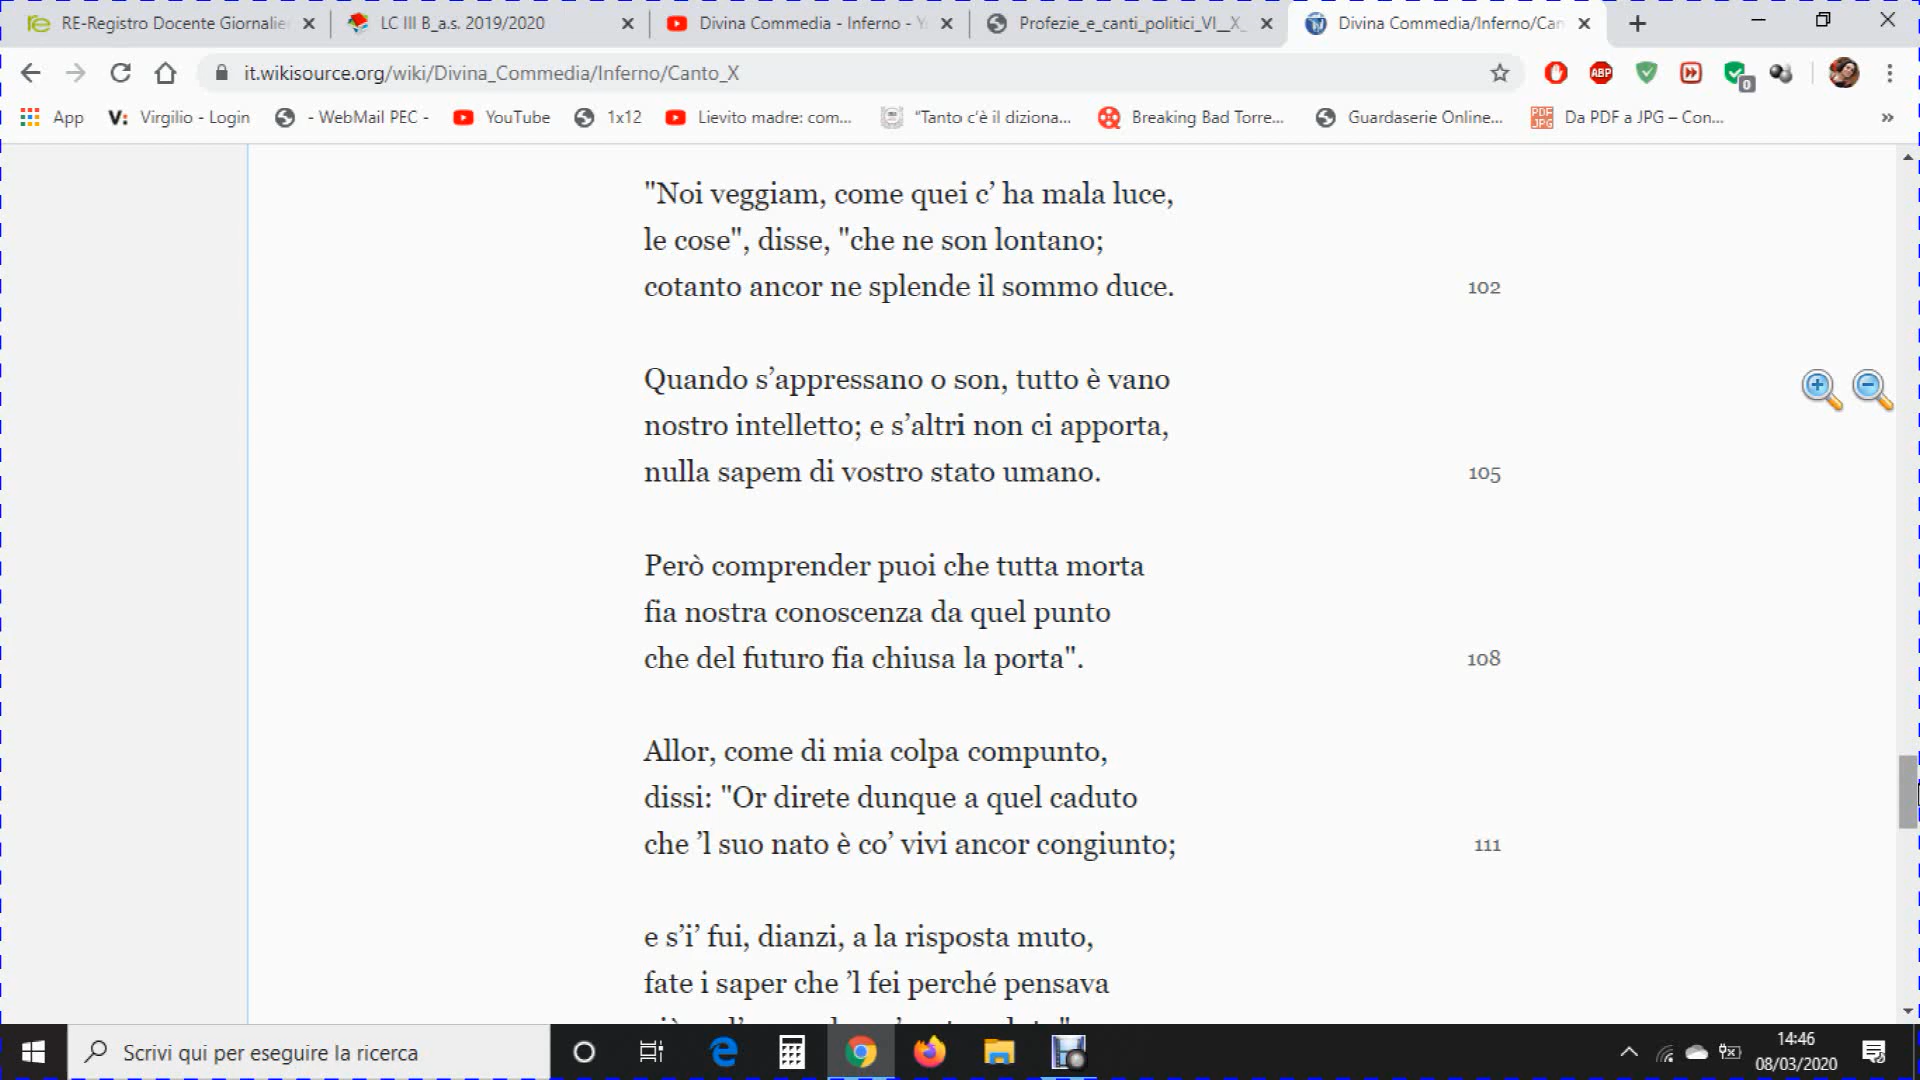 RE-Registro Docente Giornalie
LC III B_a.s. 2019/2020
Divina Commedia - Inferno - Y
Profezie_e_canti_politici_VI__X_
Divina Commedia/Inferno/Can
it.wikisource.org/wiki/Divina_Commedia/Inferno/Canto_X
ABP
0
App
V: Virgilio - Login
- WebMail PEC -
YouTube
1x12
Lievito madre: com...
"Tanto c'è il diziona...
Breaking Bad Torre...
Guardaserie Online...
PDF JPG
Da PDF a JPG – Con...
»
"Noi veggiam, come quei c’ ha mala luce,
le cose", disse, "che ne son lontano;
cotanto ancor ne splende il sommo duce. 102
Quando s’appressano o son, tutto è vano
nostro intelletto; e s’altri non ci apporta,
nulla sapem di vostro stato umano. 105
Però comprender puoi che tutta morta
fia nostra conoscenza da quel punto
che del futuro fia chiusa la porta". 108
Allor, come di mia colpa compunto,
dissi: "Or direte dunque a quel caduto
che ’l suo nato è co’ vivi ancor congiunto; 111
e s’i’ fui, dianzi, a la risposta muto,
fate i saper che ’l fei perché pensava
Scrivi qui per eseguire la ricerca
14:46
08/03/2020